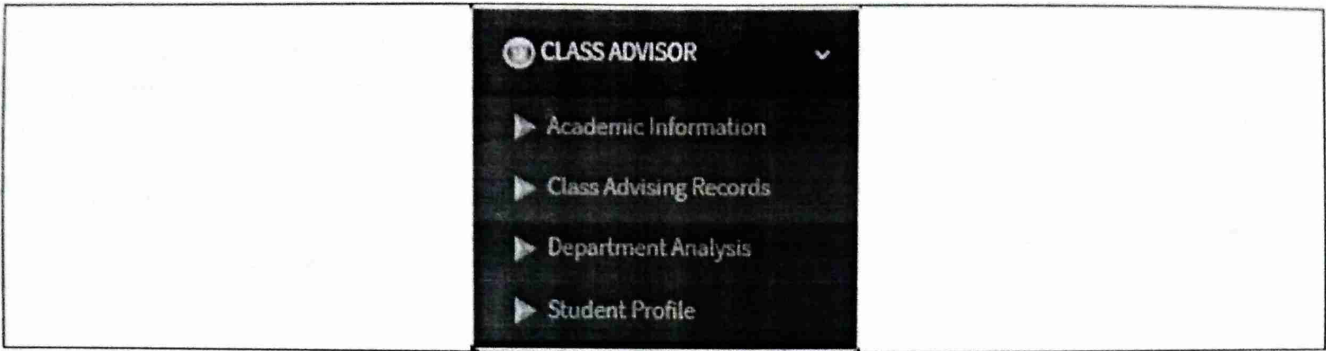 CLASS ADVISOR
Academic Information
Class Advising Records
Department Analysis
Student Profile